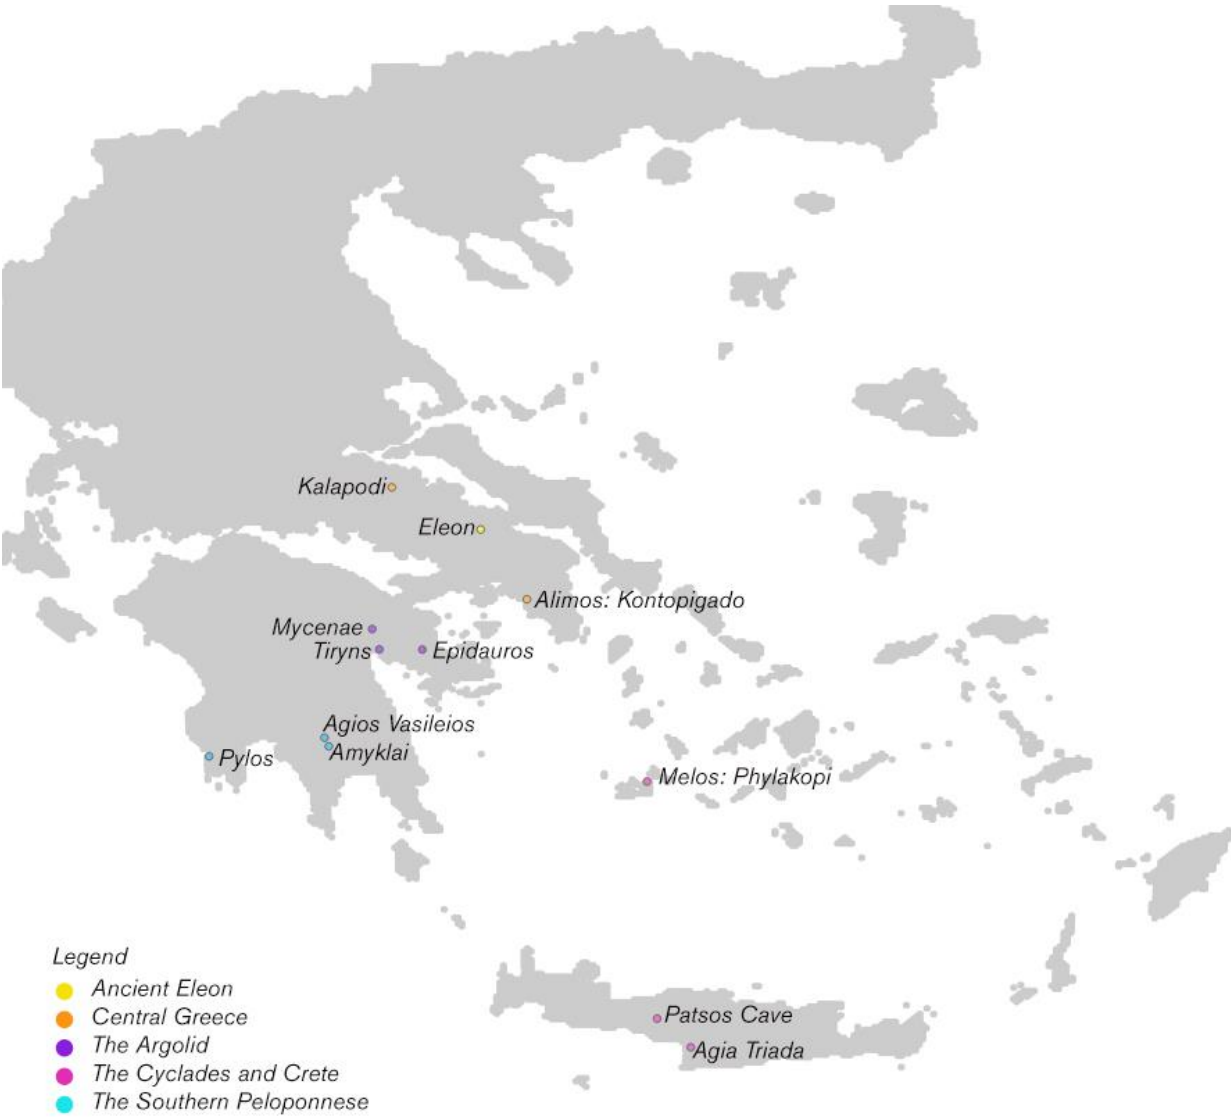 Kalapodi
Eleon
Alimos: Kontopigado
Mycenae
Tiryns
Epidauros
Agios Vasileios
Amyklai
Pylos
Melos: Phylakopi
Patsos Cave
Agia Triada
Legend
Ancient Eleon
Central Greece
The Argolid
The Cyclades and Crete
The Southern Peloponnese